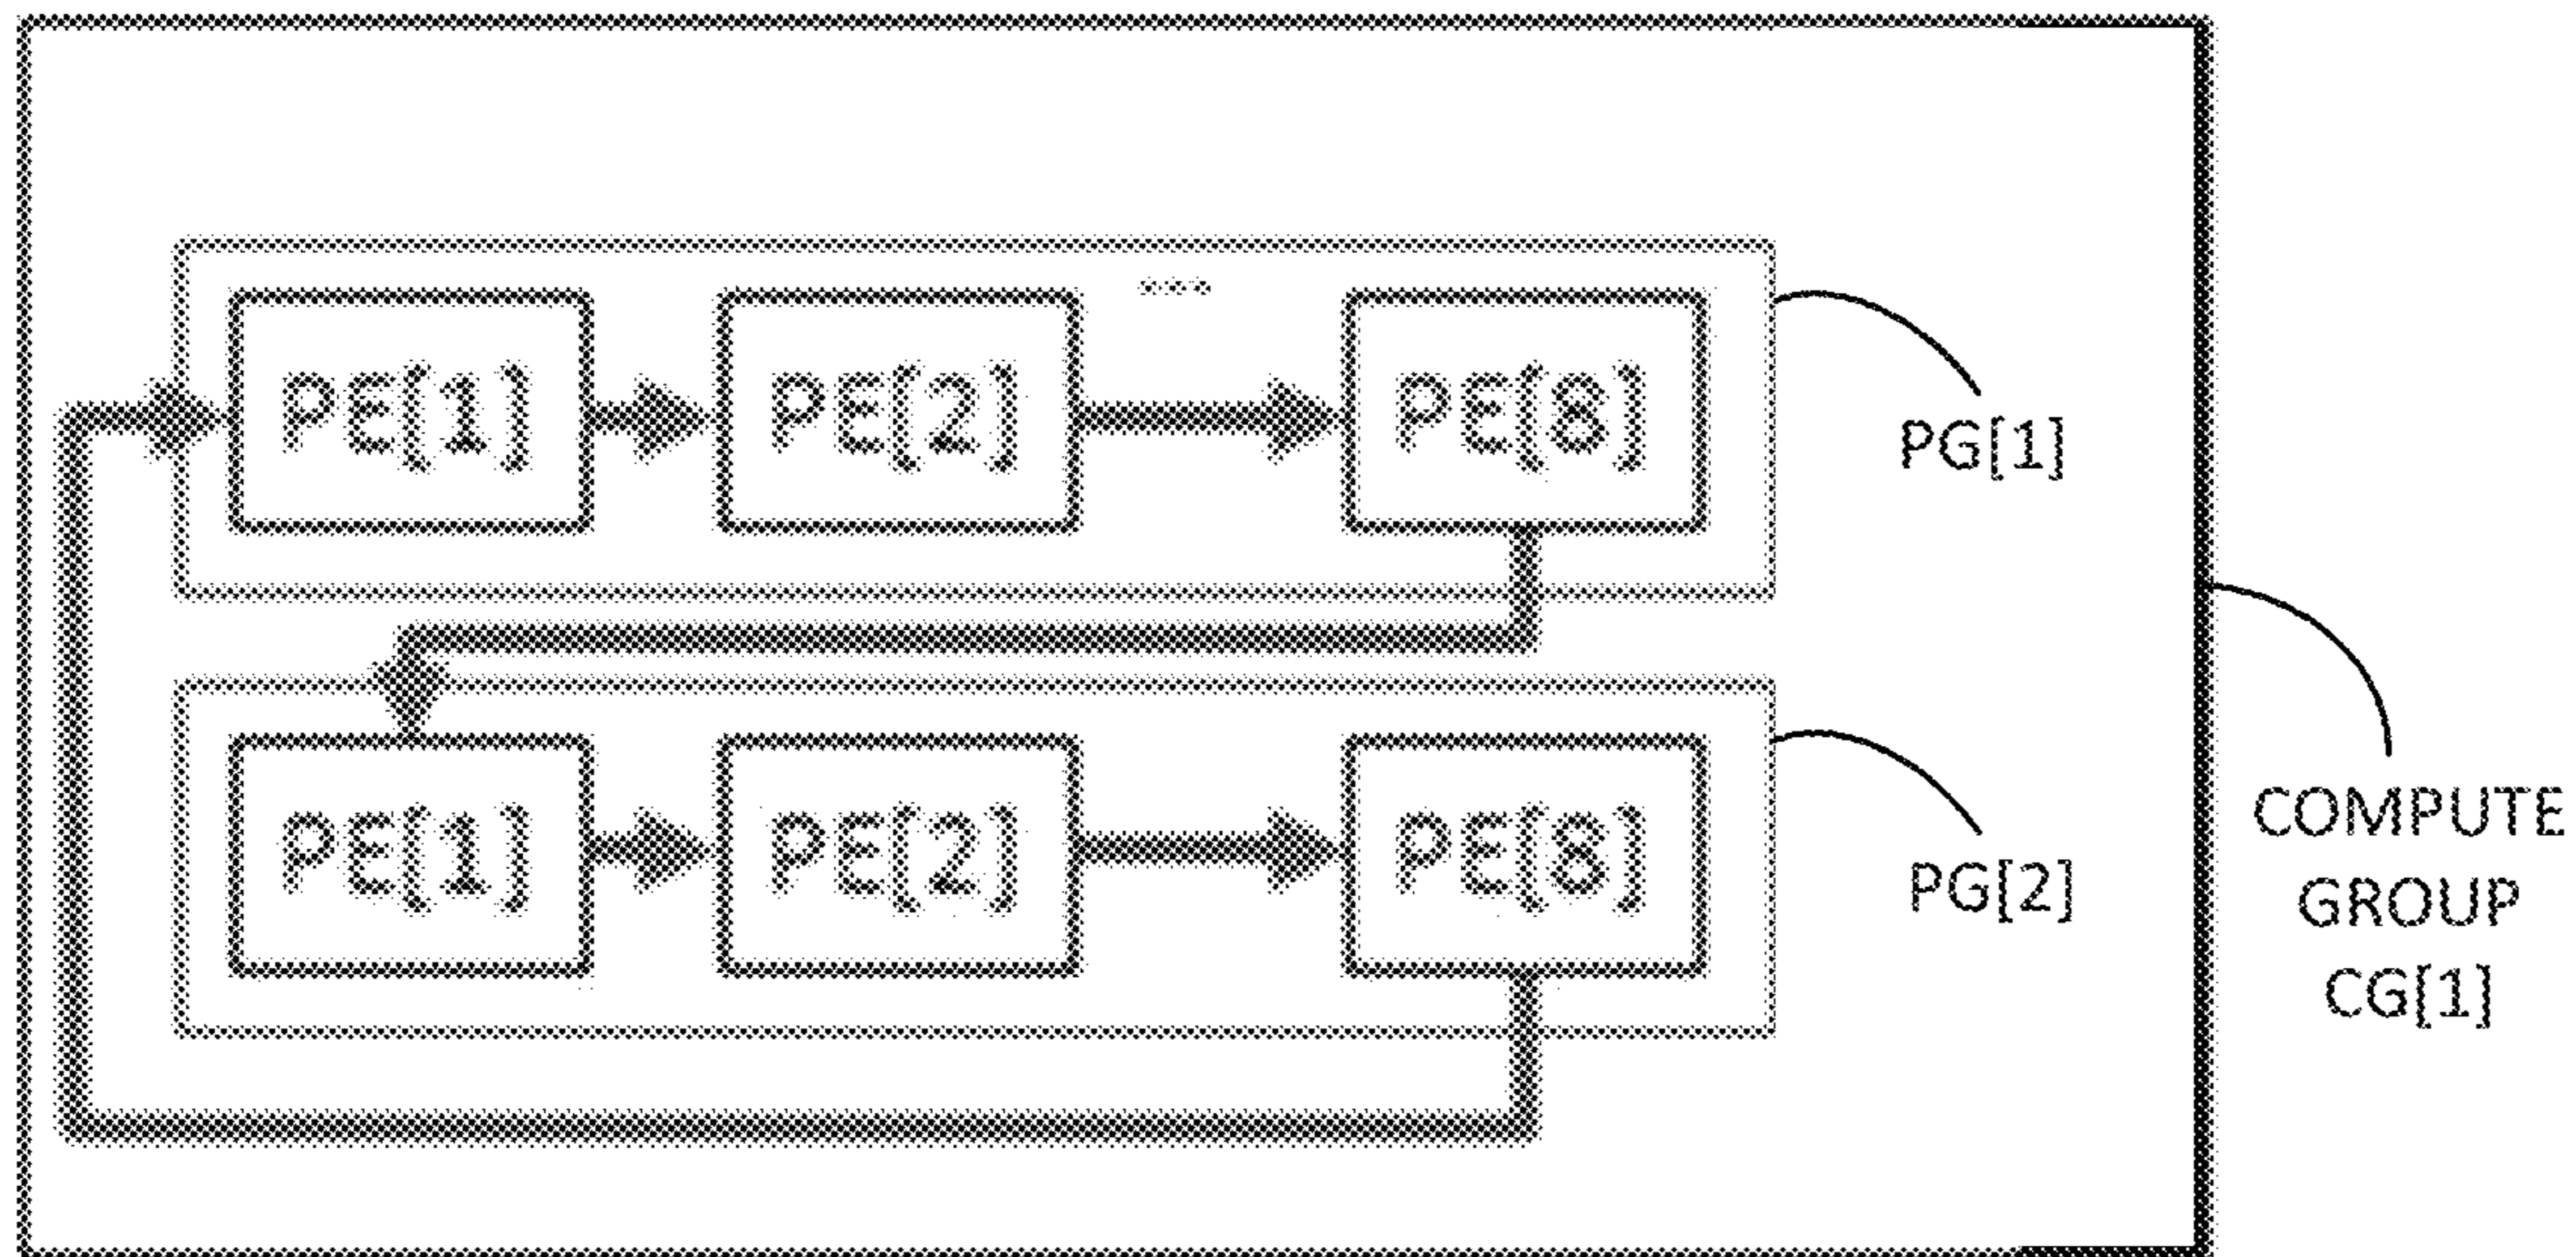 ...
PE[1] PE[2] PE[8]
PG[1]
PE[1] PE[2] PE[8]
PG[2]
COMPUTE
GROUP
CG[1]